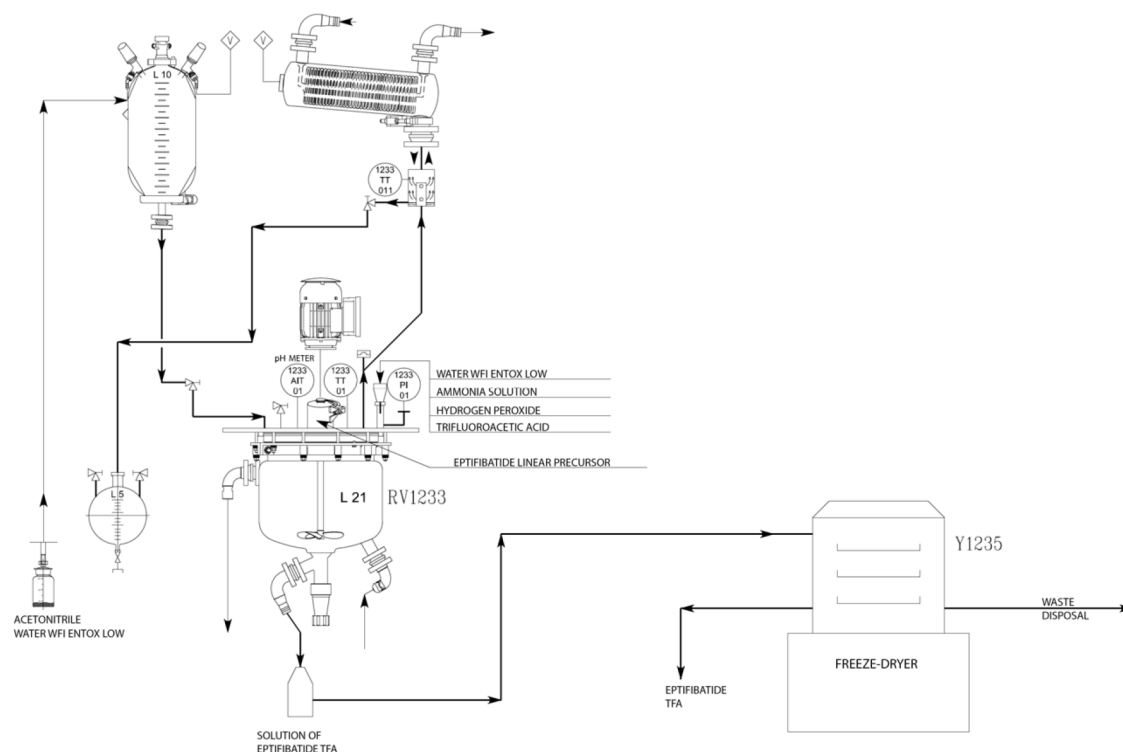 V
V
L 10
1233
TT
011
pH METER
1233
AIT
01
1233
TT
01
1233
PI
01
WATER WFI ENTOX LOW
AMMONIA SOLUTION
HYDROGEN PEROXIDE
TRIFLUOROACETIC ACID
EPTIFIBATIDE LINEAR PRECURSOR
L 5
L 21
RV1233
Y1235
ACETONITRILE
WATER WFI ENTOX LOW
WASTE
DISPOSAL
FREEZE-DRYER
EPTIFIBATIDE
TFA
SOLUTION OF
EPTIFIBATIDE TFA